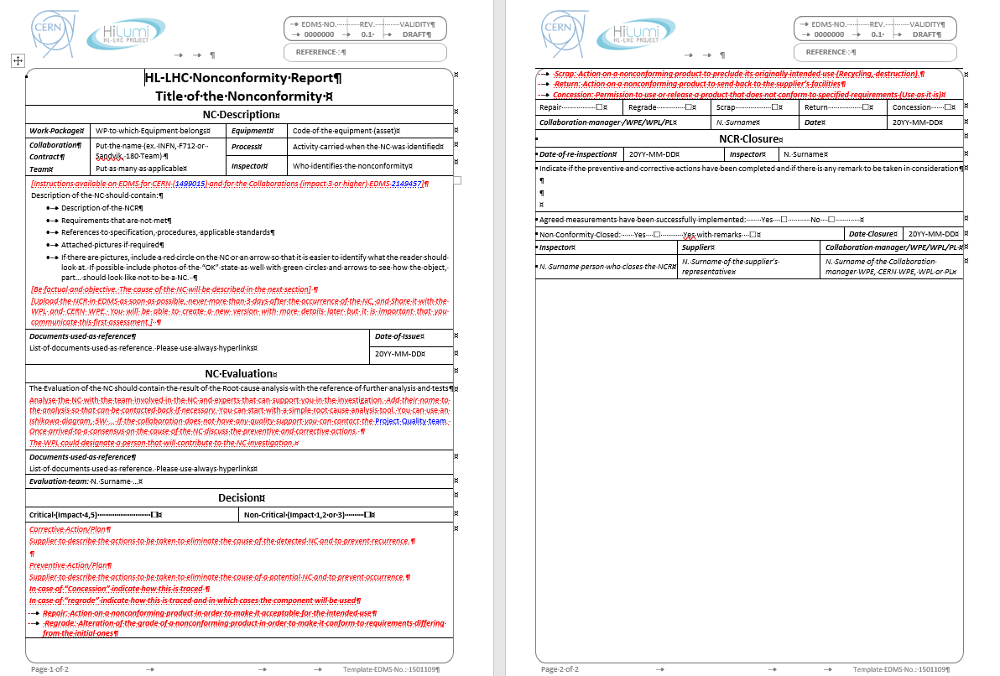 CERN
HiLumi
HL-LHC PROJECT
EDMS NO. REV. VALIDITY
0000000 0.1 DRAFT
REFERENCE :
HL-LHC Nonconformity Report
Title of the Nonconformity
NC Description
Work Package WP to which Equipment belongs Equipment Code of the equipment (asset)
Collaboration
Contract
Team
Put the name (ex. INFN, F712 or
Sandvik, 180 Team)
Put as many as applicable
Process Activity carried when the NC was identified
Inspector Who identifies the nonconformity
[Instructions available on EDMS for CERN (1499015) and for the Collaborations (impact 3 or higher) EDMS 2149457]
Description of the NC should contain:
• Description of the NCR
• Requirements that are not met
• References to specification, procedures, applicable standards
• Attached pictures if required
• If there are pictures, include a red circle on the NC or an arrow so that it is easier to identify what the reader should
look at. If possible include photos of the “OK” state as well with green circles and arrows to see how the object,
part... should look like not to be a NC.
[Be factual and objective. The cause of the NC will be described in the next section]
[Upload the NCR in EDMS as soon as possible, never more than 3 days after the occurrence of the NC, and Share it with the
WPL and CERN WPE. You will be able to create a new version with more details later but it is important that you
communicate this first assessment.]
Documents used as reference Date of Issue
List of documents used as reference. Please use always hyperlinks
20YY-MM-DD
NC Evaluation
The Evaluation of the NC should contain the result of the Root cause analysis with the reference of further analysis and tests
Analyse the NC with the team involved in the NC and experts that can support you in the investigation. Add their name to
the analysis so that can be contacted back if necessary. You can start with a simple root cause analysis tool. You can use an
Ishikawa diagram, 5W ... if the collaboration does not have any quality support you can contact the Project Quality team.
Once arrived to a consensus on the cause of the NC discuss the preventive and corrective actions.
The WPL could designate a person that will contribute to the NC investigation.
Documents used as reference
List of documents used as reference. Please use always hyperlinks
Evaluation team: N. Surname ...
Decision
Critical (Impact 4,5) ☐ Non-Critical (Impact 1,2 or 3) ☐
Corrective Action/Plan
Supplier to describe the actions to be taken to eliminate the cause of the detected NC and to prevent recurrence.
Preventive Action/Plan
Supplier to describe the actions to be taken to eliminate the cause of a potential NC and to prevent occurrence.
In case of “Concession” indicate how this is traced
In case of “regrade” indicate how this is traced and in which cases the component will be used
- Repair: Action on a nonconforming product in order to make it acceptable for the intended use
- Regrade: Alteration of the grade of a nonconforming product in order to make it conform to requirements differing
from the initial ones
Page 1 of 2 Template EDMS No.: 1501109
CERN
HiLumi
HL-LHC PROJECT
EDMS NO. REV. VALIDITY
0000000 0.1 DRAFT
REFERENCE :
- Scrap: Action on a nonconforming product to preclude its originally intended use (Recycling, destruction).
- Return: Action on a nonconforming product to send back to the supplier’s facilities
- Concession: Permission to use or release a product that does not conform to specified requirements (Use as it is)
Repair ☐ Regrade ☐ Scrap ☐ Return ☐ Concession ☐
Collaboration manager /WPE/WPL/PL N. Surname Date 20YY-MM-DD
NCR Closure
Date of re-inspection 20YY-MM-DD Inspector N. Surname
Indicate if the preventive and corrective actions have been completed and if there is any remark to be taken in consideration
Agreed measurements have been successfully implemented: Yes ☐ No ☐
Non Conformity Closed: Yes ☐ Yes with remarks ☐ Date Closure 20YY-MM-DD
Inspector Supplier Collaboration manager/WPE/WPL/PL
N. Surname person who closes the NCR
N. Surname of the supplier’s
representative
N. Surname of the Collaboration
manager WPE, CERN WPE, WPL or PL
Page 2 of 2 Template EDMS No.: 1501109